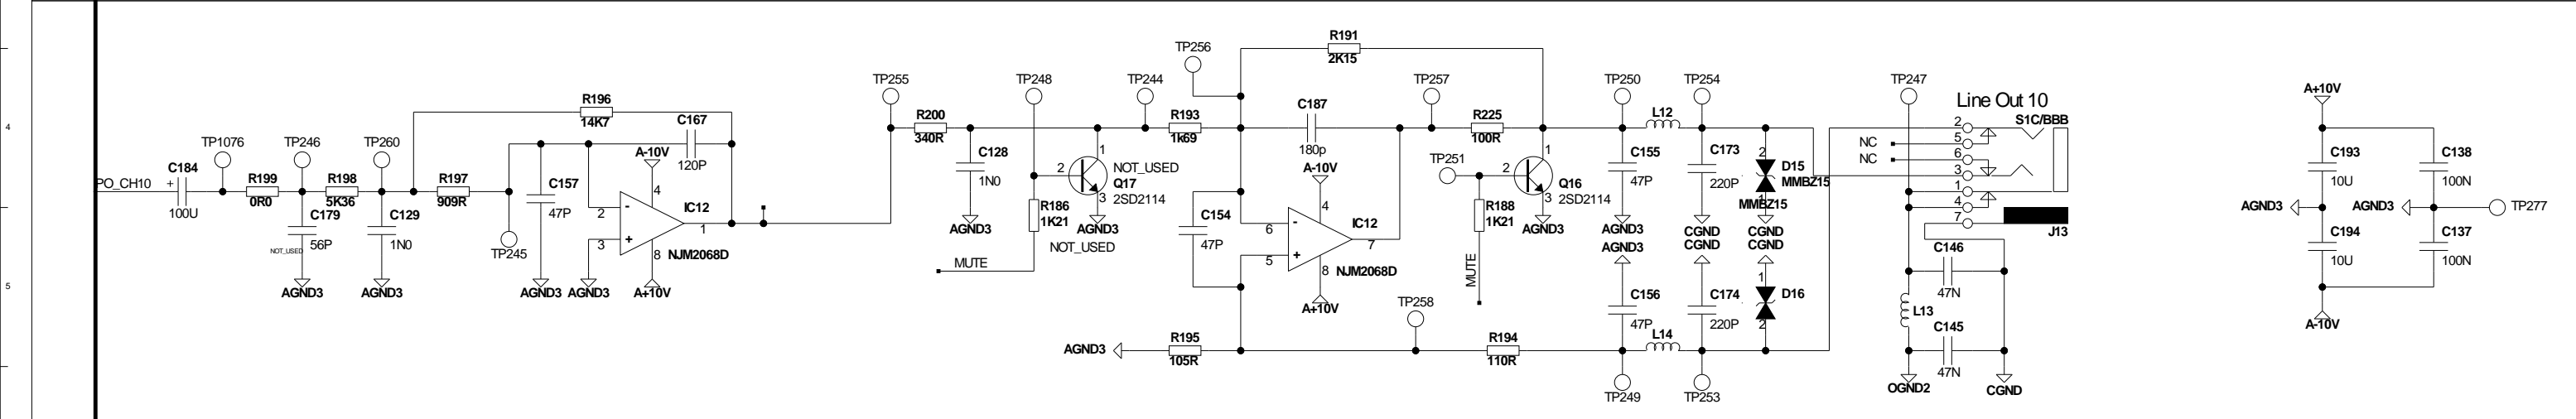 4
5
PO_CH10
+
C184
100U
TP1076
R199
0R0
TP246
C179
56P
NOT_USED
AGND3
R198
5K36
TP260
C129
1N0
AGND3
R196
14K7
R197
909R
TP245
C157
47P
AGND3
AGND3
C167
120P
A-10V
4
2
-
3
+
1
8
IC12
NJM2068D
A+10V
TP255
R200
340R
C128
1N0
AGND3
TP248
2
1
3
NOT_USED
Q17
2SD2114
R186
1K21
AGND3
NOT_USED
MUTE
TP244
R193
1k69
TP256
R191
2K15
C187
180p
A-10V
4
C154
47P
6
-
5
+
7
8
IC12
NJM2068D
A+10V
TP257
R225
100R
TP251
2
1
3
Q16
2SD2114
R188
1K21
AGND3
MUTE
TP258
AGND3
R195
105R
R194
110R
TP250
L12
TP254
C155
47P
AGND3
AGND3
C156
47P
L14
TP249
TP253
C173
220P
CGND
CGND
C174
220P
2
D15
MMBZ15
1
MMBZ15
CGND
CGND
1
D16
2
TP247
Line Out 10
S1C/BBB
2
NC
5
NC
6
3
1
4
7
J13
C146
47N
L13
C145
47N
OGND2
CGND
A+10V
C193
10U
C138
100N
AGND3
AGND3
TP277
C194
10U
C137
100N
A-10V